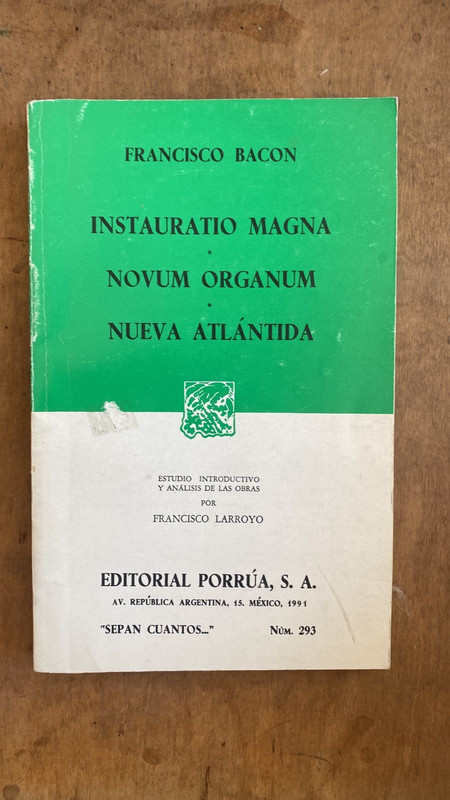 FRANCISCO BACON
INSTAURATIO MAGNA
•
NOVUM ORGANUM
•
NUEVA ATLÁNTIDA
ESTUDIO INTRODUCTIVO
Y ANÁLISIS DE LAS OBRAS
POR
FRANCISCO LARROYO
EDITORIAL PORRÚA, S. A.
AV. REPÚBLICA ARGENTINA, 15. MÉXICO, 1991
"SEPAN CUANTOS..." NÚM. 293